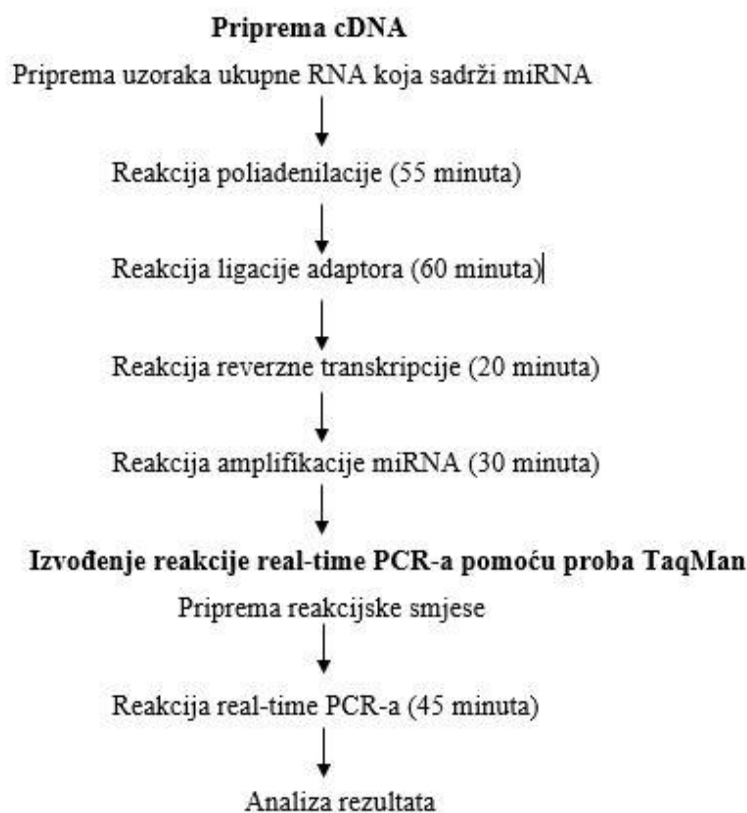 Priprema cDNA
Priprema uzoraka ukupne RNA koja sadrži miRNA
Reakcija poliadenilacije (55 minuta)
Reakcija ligacije adaptora (60 minuta)
Reakcija reverzne transkripcije (20 minuta)
Reakcija amplifikacije miRNA (30 minuta)
Izvođenje reakcije real-time PCR-a pomoću proba TaqMan
Priprema reakcijske smjese
Reakcija real-time PCR-a (45 minuta)
Analiza rezultata